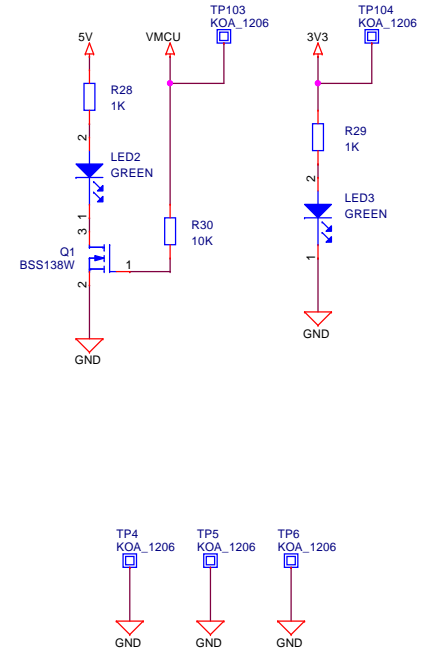 TP103
KOA_1206
TP104
KOA_1206
5V
VMCU
3V3
R28
1K
R29
1K
2
LED2
GREEN
2
LED3
GREEN
1
3
R30
10K
Q1
BSS138W
1
1
2
GND
GND
TP4
KOA_1206
TP5
KOA_1206
TP6
KOA_1206
GND
GND
GND